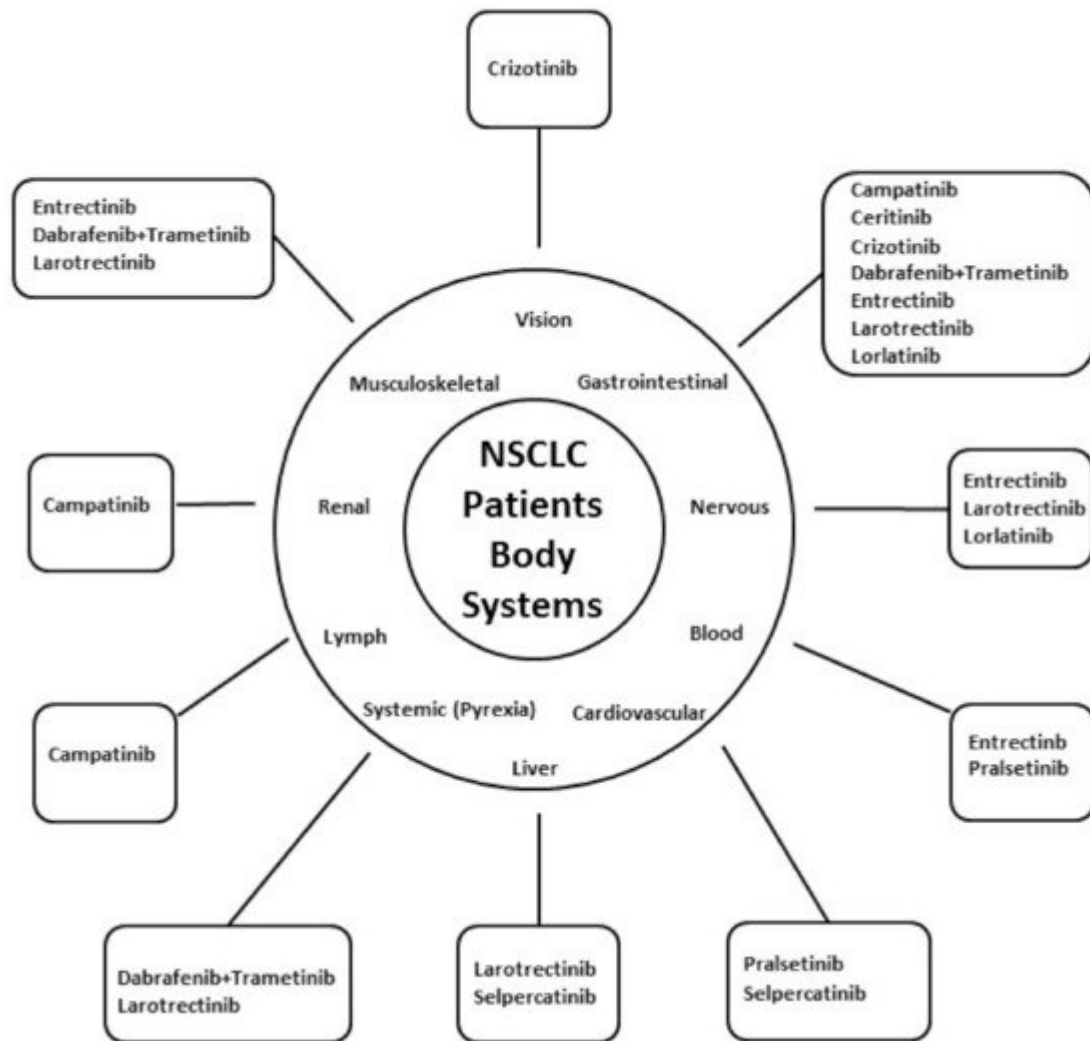 Crizotinib
Entrectinib
Dabrafenib+Trametinib
Larotrectinib
Campatinib
Ceritinib
Crizotinib
Dabrafenib+Trametinib
Entrectinib
Larotrectinib
Lorlatinib
Vision
Musculoskeletal
Gastrointestinal
NSCLC
Patients
Body
Systems
Campatinib
Renal
Nervous
Entrectinib
Larotrectinib
Lorlatinib
Lymph
Blood
Systemic (Pyrexia)
Cardiovascular
Liver
Campatinib
Entrectinb
Pralsetinib
Dabrafenib+Trametinib
Larotrectinib
Larotrectinib
Selpercatinib
Pralsetinib
Selpercatinib